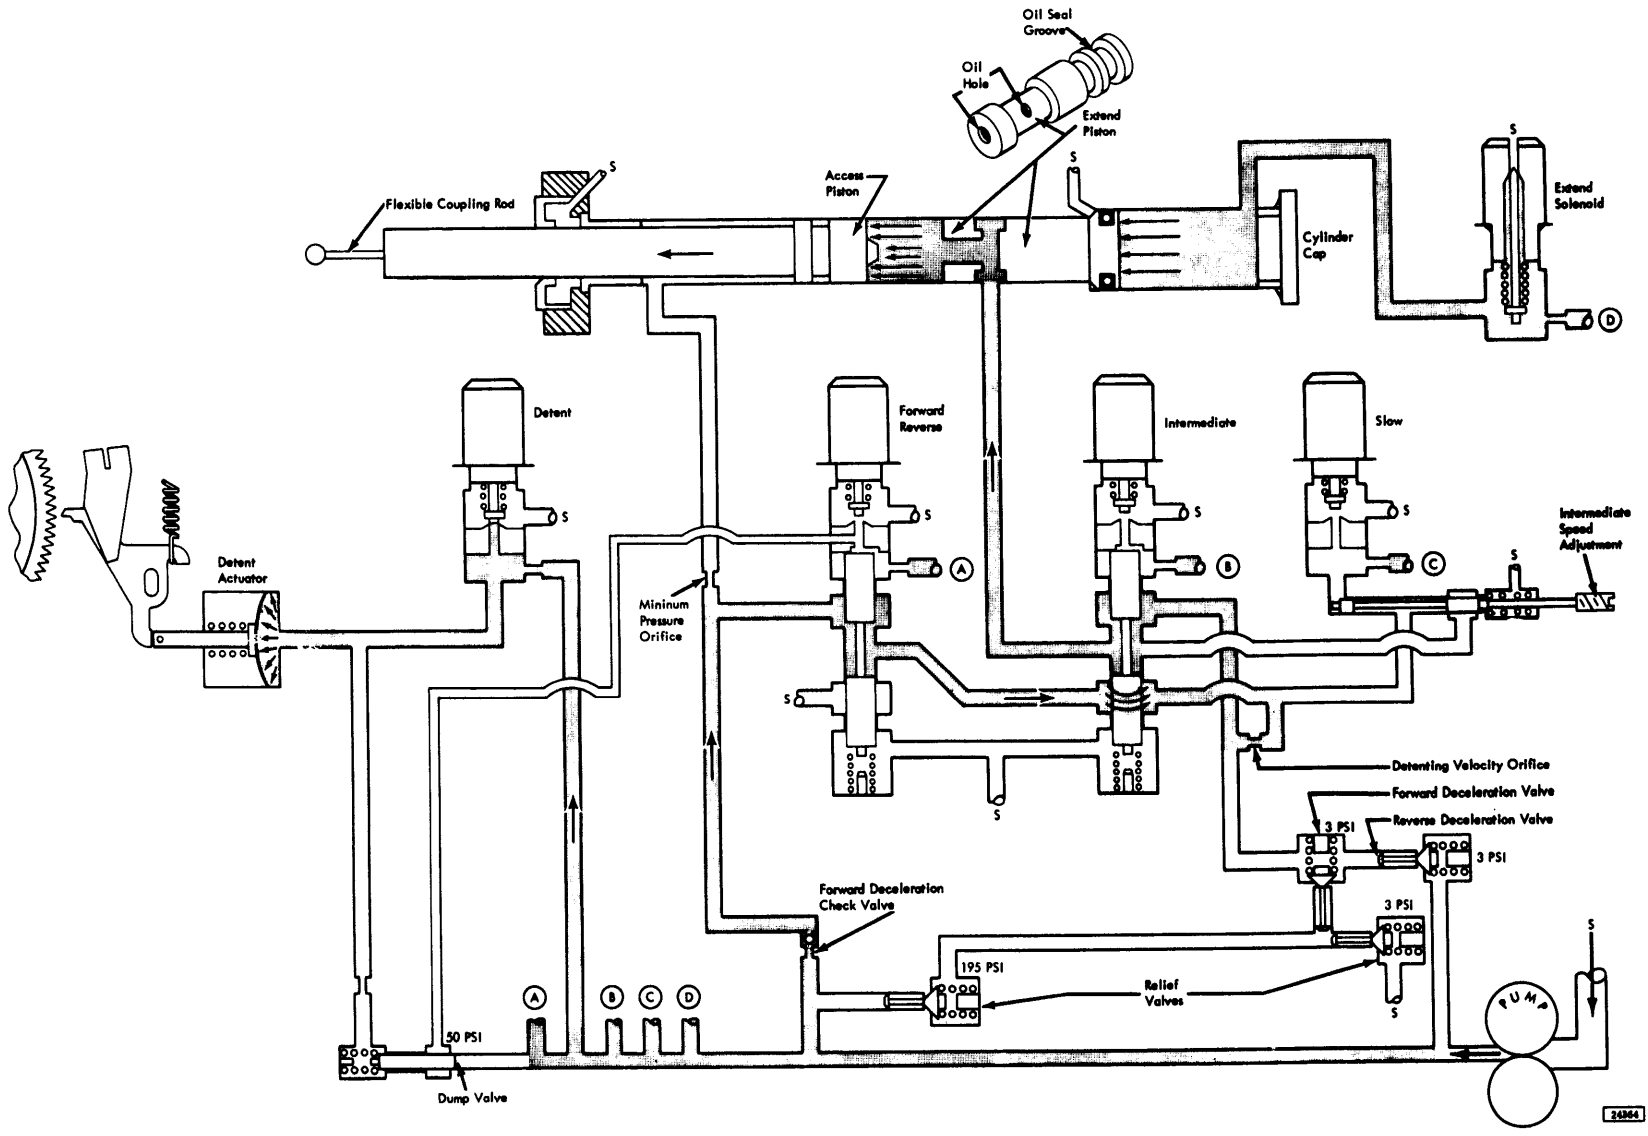 Oil Seal
Groove
Oil
Hole
Extend
Piston
S
S
S
Access
Piston
Extend
Solenoid
Flexible Coupling Rod
Cylinder
Cap
D
Detent
Forward
Reverse
Intermediate
Slow
S
S
S
S
Intermediate
Speed
Adjustment
Detent
Actuator
A
B
C
S
Mininum
Pressure
Orifice
S
Detenting Velocity Orifice
Forward Deceleration Valve
S
3 PSI
Reverse Deceleration Valve
3 PSI
Forward Deceleration
Check Valve
3 PSI
S
195 PSI
Relief
Valves
A
B
C
D
S
PUMP
50 PSI
Dump Valve
24364